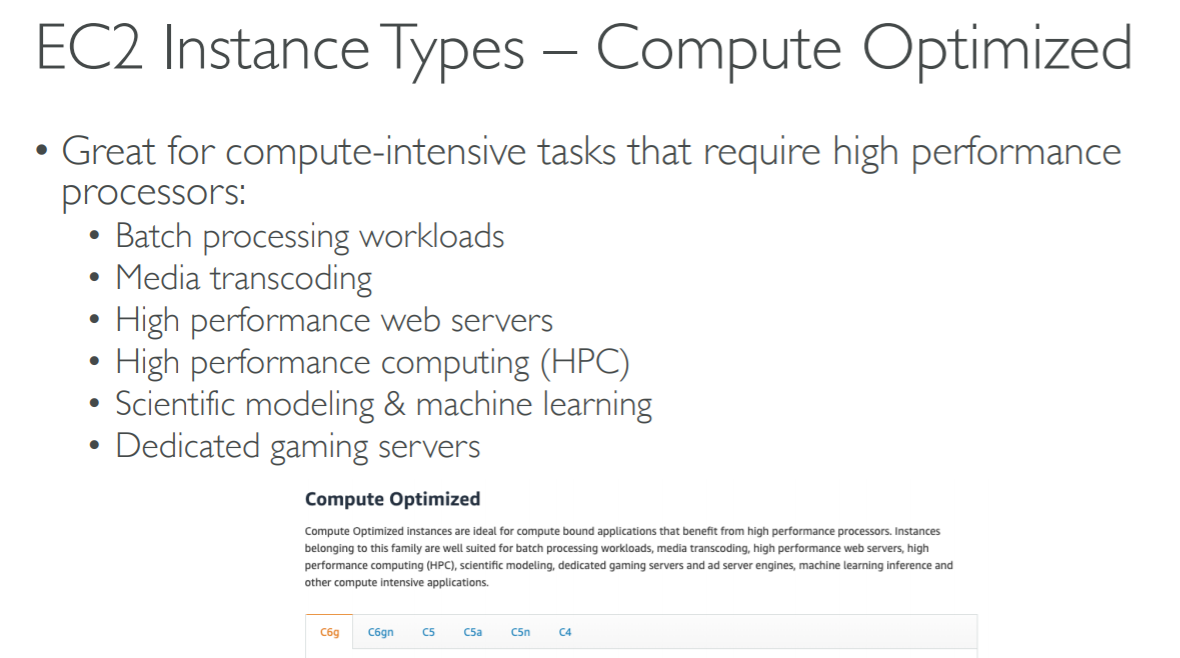 EC2 Instance Types – Compute Optimized
• Great for compute-intensive tasks that require high performance
processors:
• Batch processing workloads
• Media transcoding
• High performance web servers
• High performance computing (HPC)
• Scientific modeling & machine learning
• Dedicated gaming servers
Compute Optimized
Compute Optimized instances are ideal for compute bound applications that benefit from high performance processors. Instances
belonging to this family are well suited for batch processing workloads, media transcoding, high performance web servers, high
performance computing (HPC), scientific modeling, dedicated gaming servers and ad server engines, machine learning inference and
other compute intensive applications.
C6g C6gn C5 C5a C5n C4